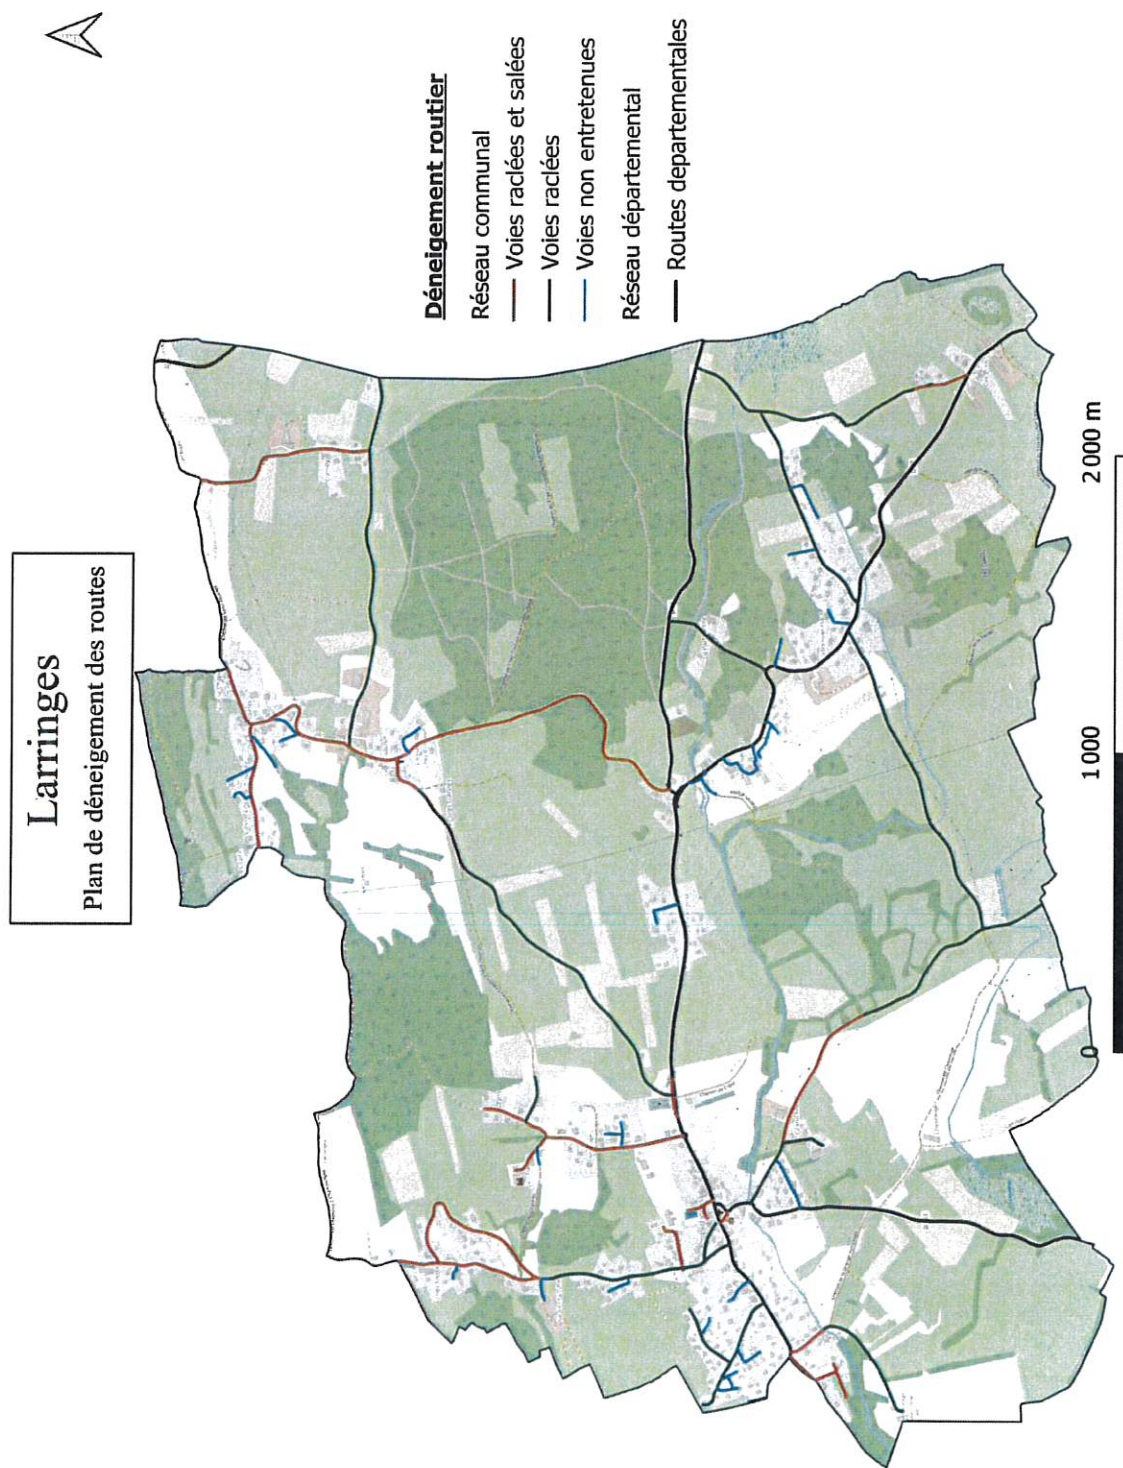 Larringes
Plan de déneigement des routes
Déneigement routier
Réseau communal
Voies raclées et salées
Voies raclées
Voies non entretenues
Réseau départemental
Routes departementales
0
1000
2000 m